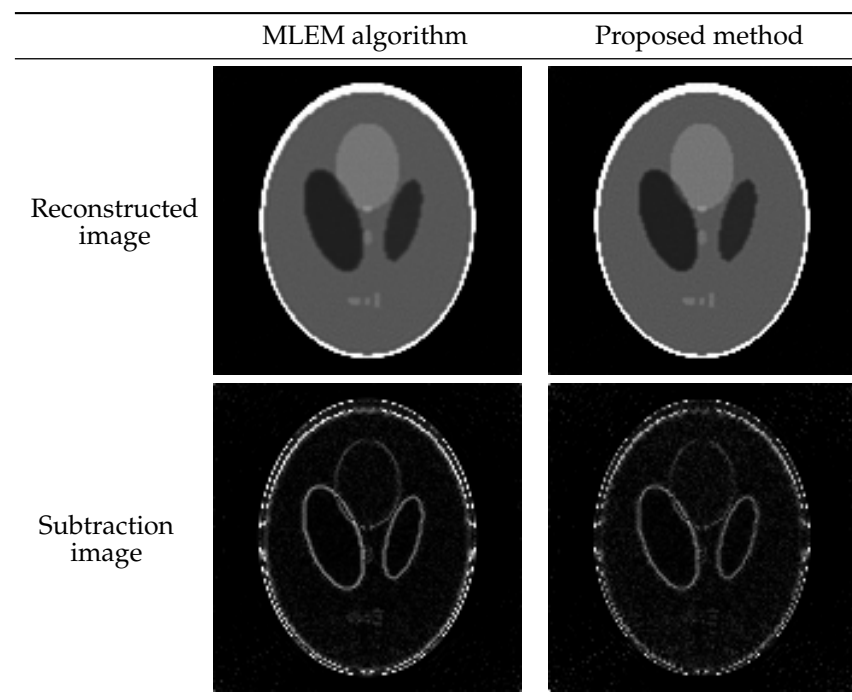 MLEM algorithm
Proposed method
Reconstructed
image
Subtraction
image